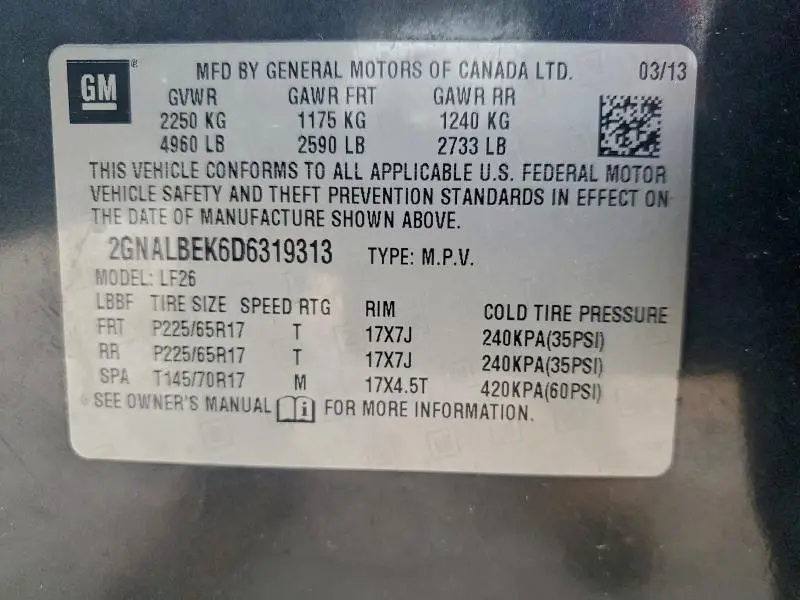 GM ® MFD BY GENERAL MOTORS OF CANADA LTD. 03/13
GVWR GAWR FRT GAWR RR
2250 KG 1175 KG 1240 KG
4960 LB 2590 LB 2733 LB
THIS VEHICLE CONFORMS TO ALL APPLICABLE U.S. FEDERAL MOTOR
VEHICLE SAFETY AND THEFT PREVENTION STANDARDS IN EFFECT ON
THE DATE OF MANUFACTURE SHOWN ABOVE.
2GNALBEK6D6319313 TYPE: M.P.V.
MODEL: LF26
LBBF TIRE SIZE SPEED RTG RIM COLD TIRE PRESSURE
FRT P225/65R17 T 17X7J 240KPA(35PSI)
RR P225/65R17 T 17X7J 240KPA(35PSI)
SPA T145/70R17 M 17X4.5T 420KPA(60PSI)
SEE OWNER'S MANUAL i FOR MORE INFORMATION.